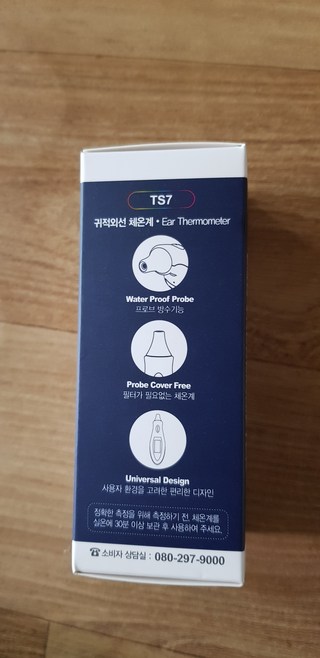 TS7
귀적외선 체온계 • Ear Thermometer
Water Proof Probe
프로브 방수기능
Probe Cover Free
필터가 필요없는 체온계
Universal Design
사용자 환경을 고려한 편리한 디자인
정확한 측정을 위해 측정하기 전, 체온계를
실온에 30분 이상 보관 후 사용하여 주세요.
☎소비자 상담실 : 080-297-9000